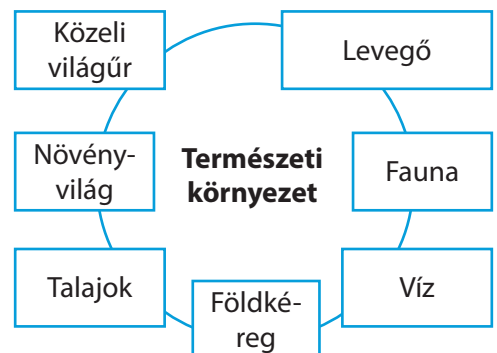 Közeli
világűr
Levegő
Növény-
világ
Természeti
környezet
Fauna
Talajok
Földké-
reg
Víz